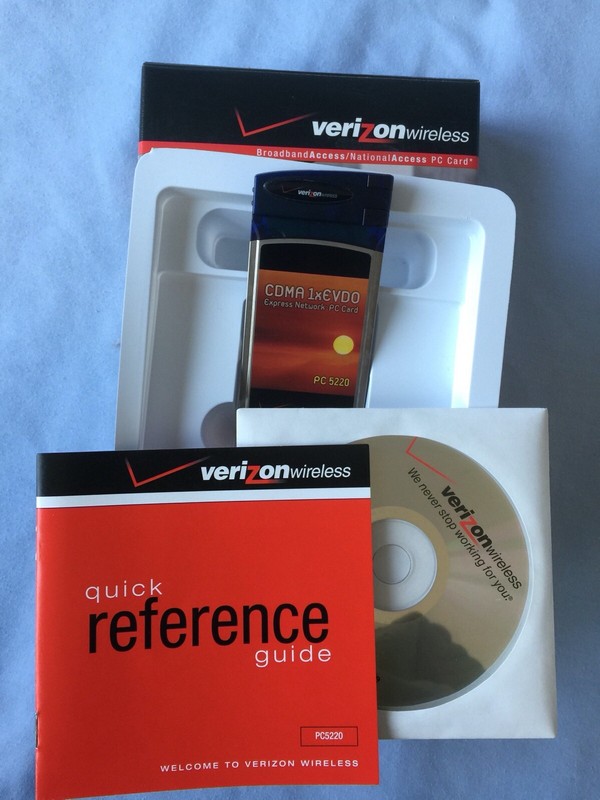 verizonwireless
BroadbandAccess/NationalAccess PC Card*
verizonwireless
CDMA 1xEVDO
Express Network PC Card
PC 5220
verizonwireless
We never stop working for you.®
verizonwireless
quick
reference
guide
PC5220
WELCOME TO VERIZON WIRELESS